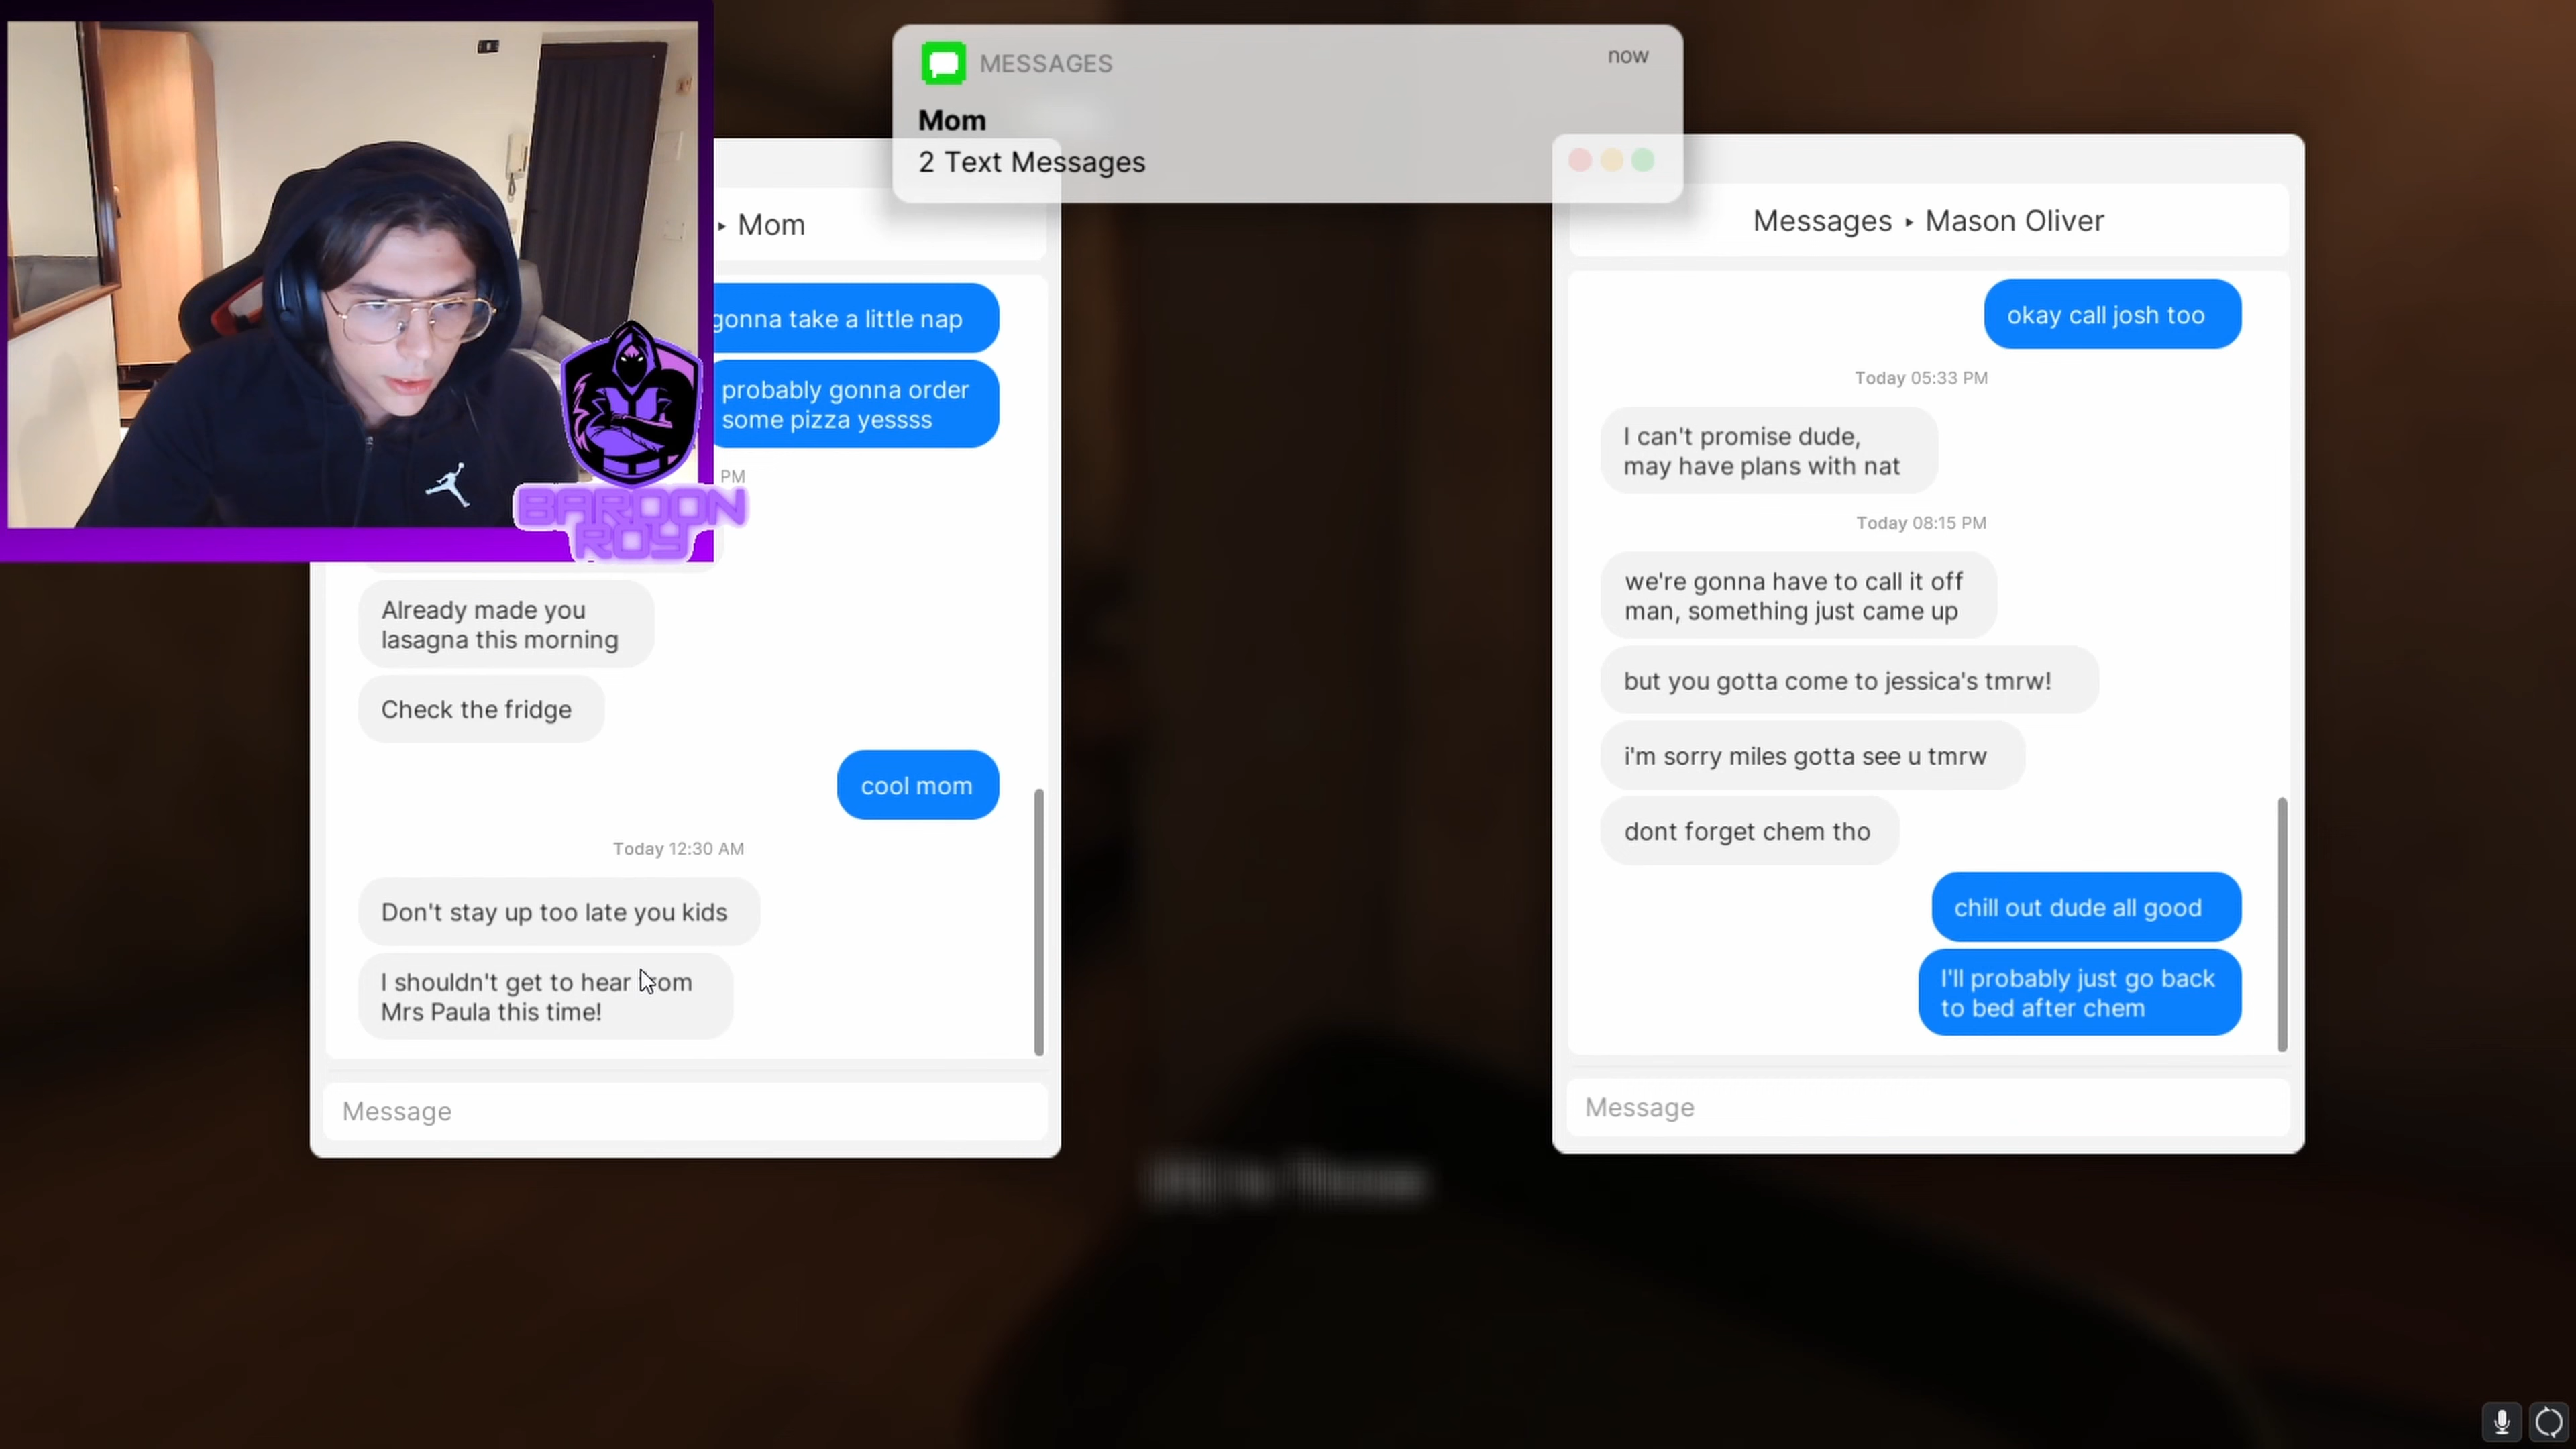 MESSAGES
now
Mom
2 Text Messages
BARDON
ROY
‣ Mom
gonna take a little nap
probably gonna order
some pizza yessss
PM
Already made you
lasagna this morning
Check the fridge
cool mom
Today 12:30 AM
Don't stay up too late you kids
I shouldn't get to hear
Mrs Paula this time!
Message
Messages ‣ Mason Oliver
okay call josh too
Today 05:33 PM
I can't promise dude,
may have plans with nat
Today 08:15 PM
we're gonna have to call it off
man, something just came up
but you gotta come to jessica's tmrw!
i'm sorry miles gotta see u tmrw
dont forget chem tho
chill out dude all good
I'll probably just go back
to bed after chem
Message